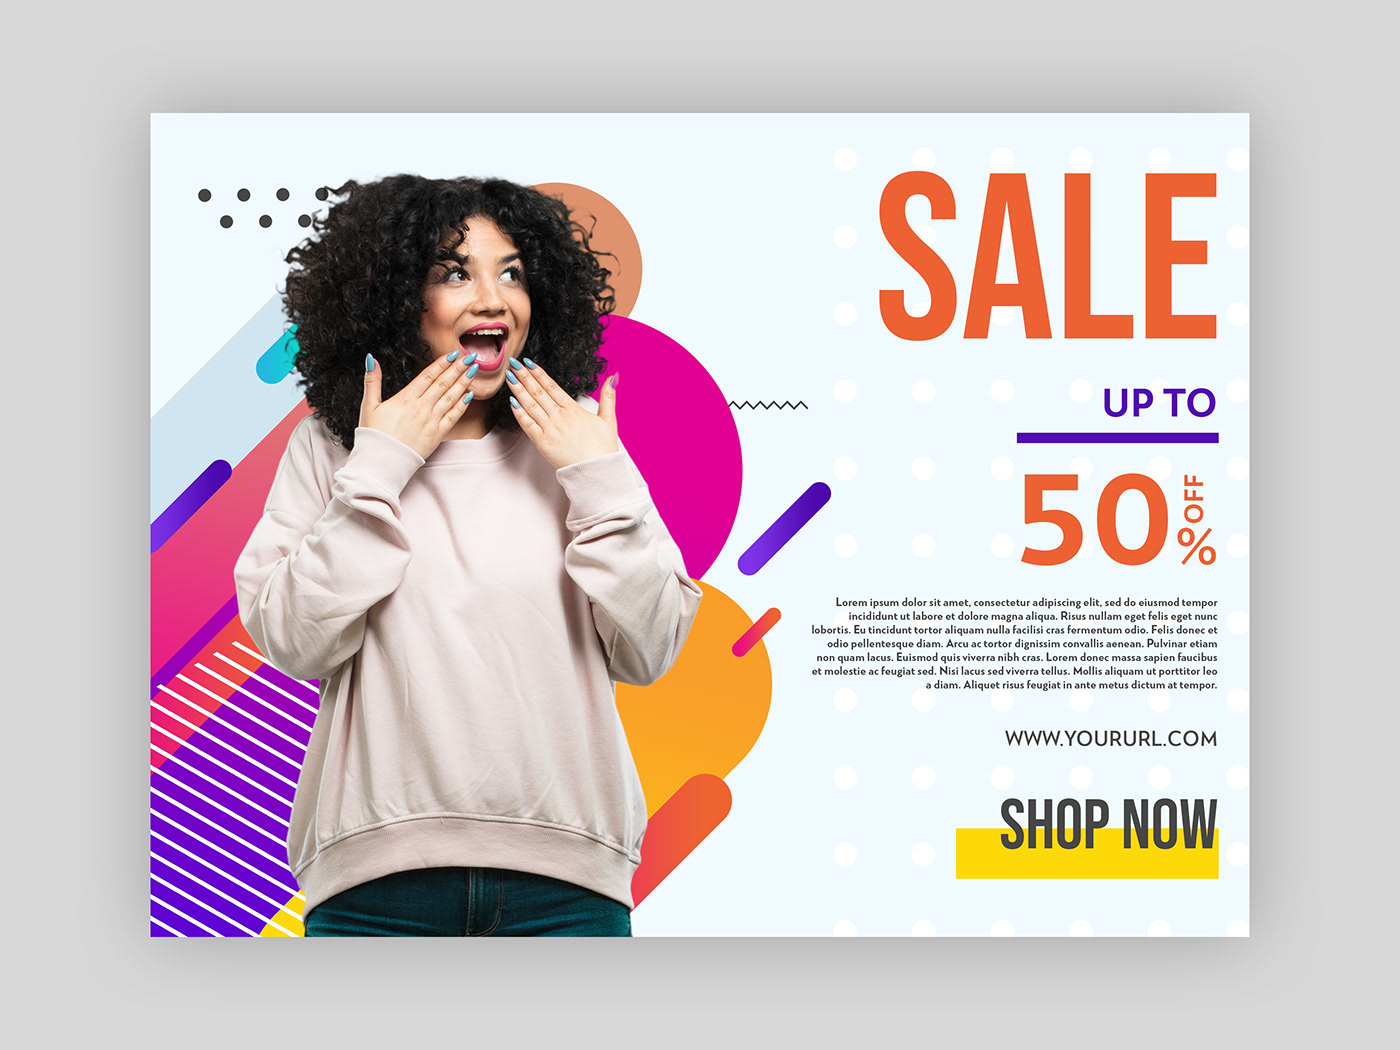 SALE
UP TO
50% OFF
Lorem ipsum dolor sit amet, consectetur adipiscing elit, sed do eiusmod tempor
incididunt ut labore et dolore magna aliqua. Risus nullam eget felis eget nunc
lobortis. Eu tincidunt tortor aliquam nulla facilisi cras fermentum odio. Felis donec et
odio pellentesque diam. Arcu ac tortor dignissim convallis aenean. Pulvinar etiam
non quam lacus. Euismod quis viverra nibh cras. Lorem donec massa sapien faucibus
et molestie ac feugiat sed. Nisi lacus sed viverra tellus. Mollis aliquam ut porttitor leo
a diam. Aliquet risus feugiat in ante metus dictum at tempor.
WWW.YOURURL.COM
SHOP NOW